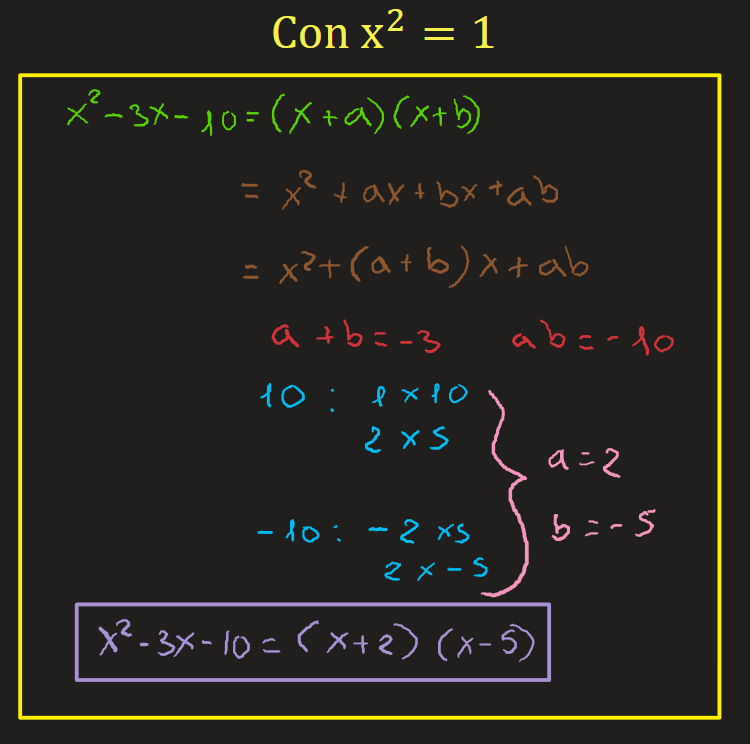 Con x² = 1
x² - 3x - 10 = (x + a) (x + b)
= x² + ax + bx + ab
= x² + (a + b) x + ab
a + b = -3 ab = -10
10 : 1 x 10
2 x 5
a = 2
b = -5
-10 : -2 x 5
2 x -5
x² - 3x - 10 = (x + 2) (x - 5)